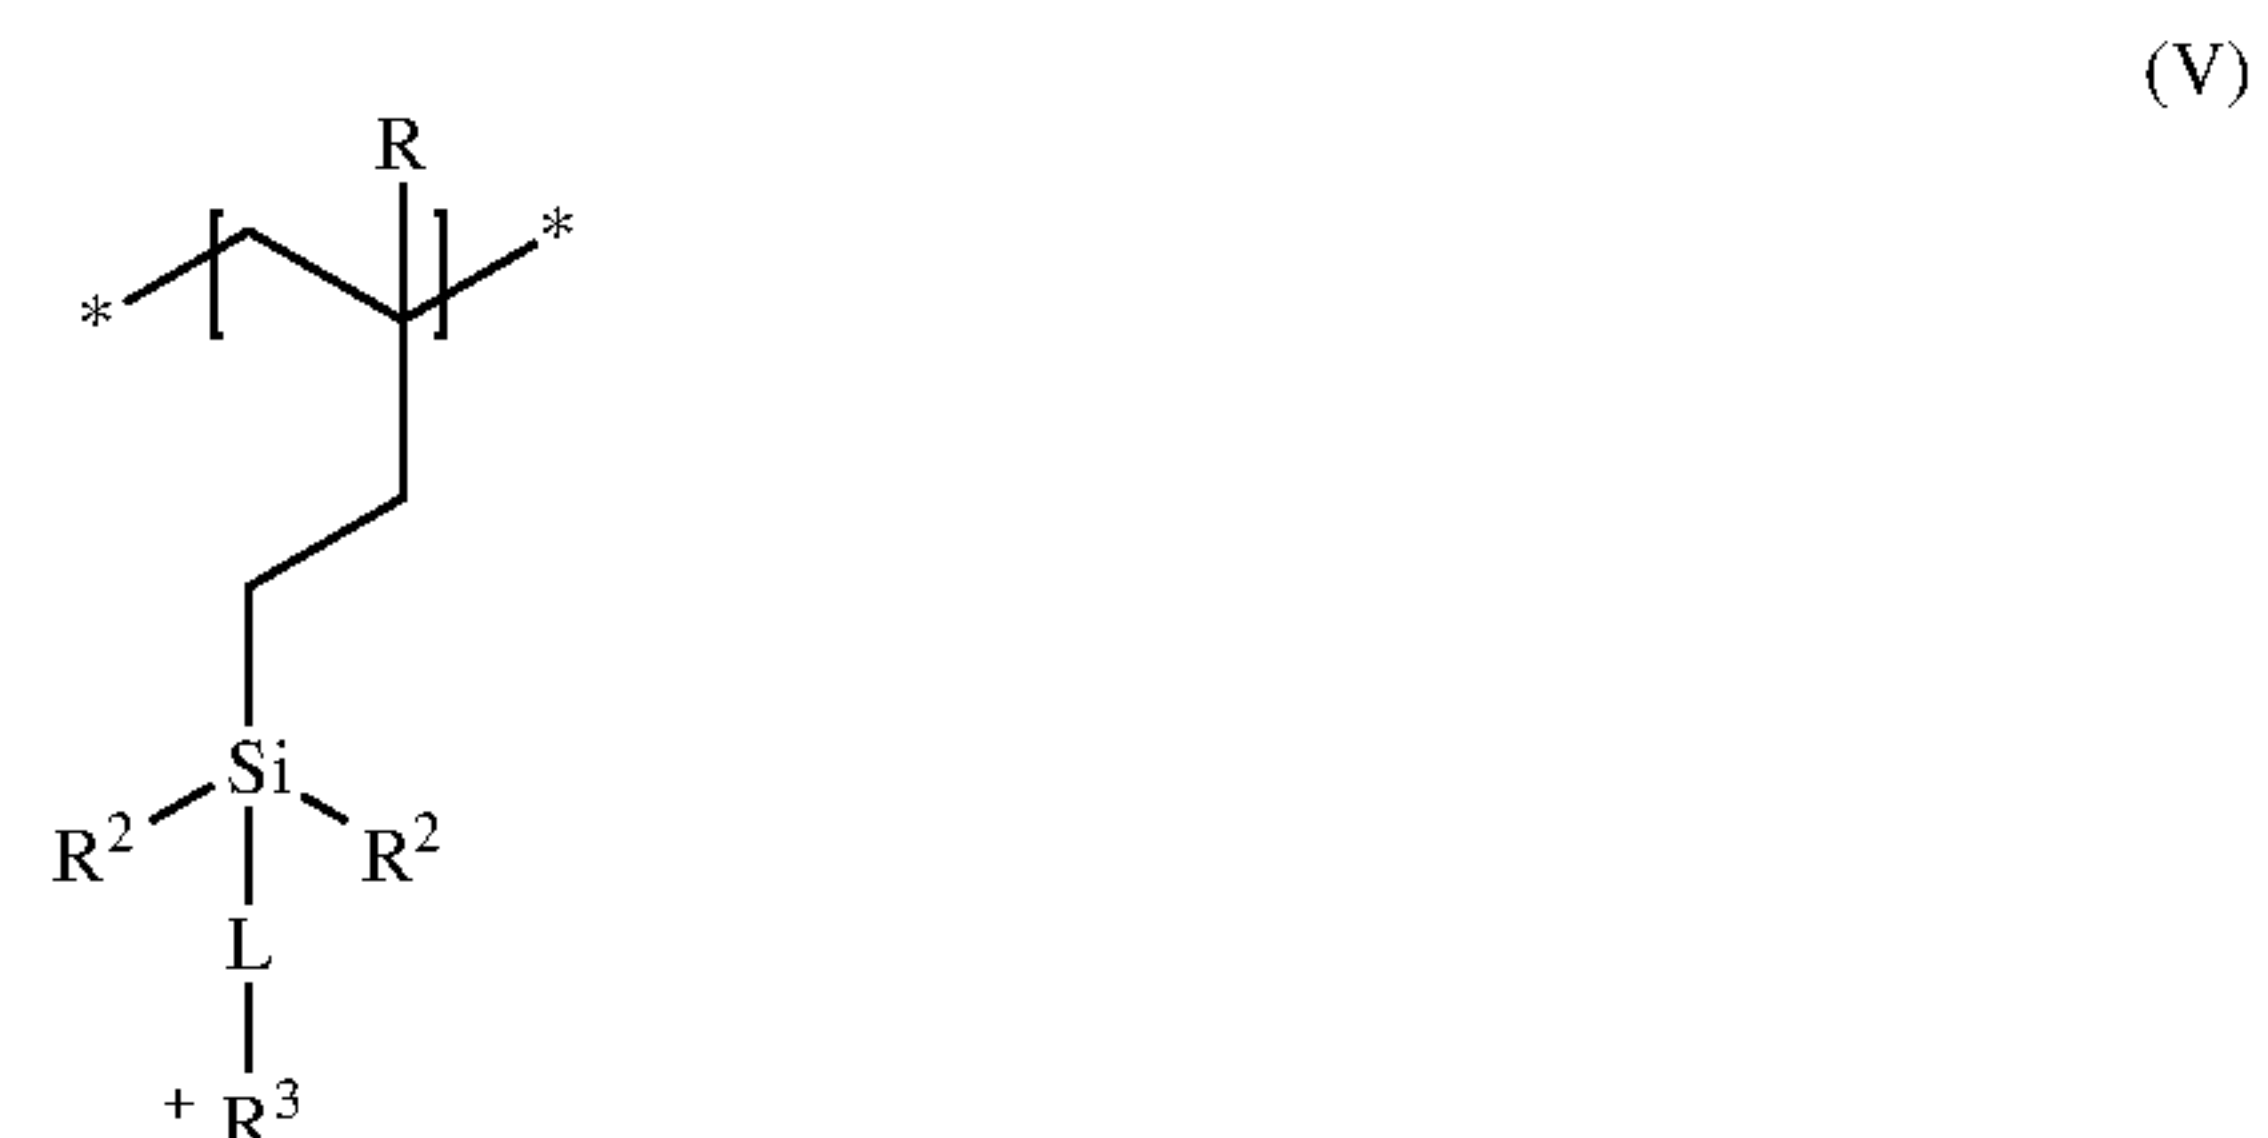 (V)
R
*
*
Si
R² R²
L
+ R³